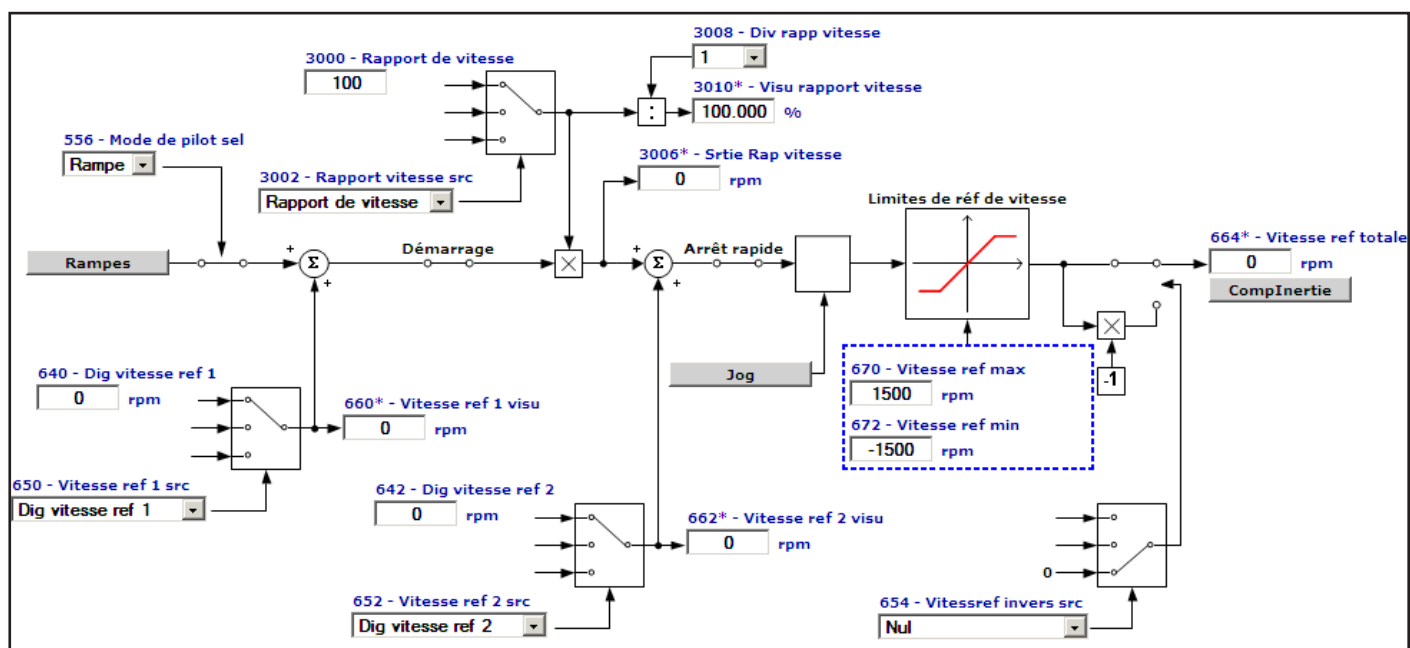 3008 - Div rapp vitesse
1
3000 - Rapport de vitesse
100
3010* - Visu rapport vitesse
:
100.000 %
556 - Mode de pilot sel
Rampe
3006* - Srtie Rap vitesse
0 rpm
3002 - Rapport vitesse src
Rapport de vitesse
Limites de réf de vitesse
664* - Vitesse ref totale
0 rpm
CompInertie
Rampes
+
Σ
+
Démarrage
×
+
Σ
+
Arrêt rapide
×
-1
Jog
670 - Vitesse ref max
1500 rpm
672 - Vitesse ref min
-1500 rpm
640 - Dig vitesse ref 1
0 rpm
660* - Vitesse ref 1 visu
0 rpm
650 - Vitesse ref 1 src
Dig vitesse ref 1
642 - Dig vitesse ref 2
0 rpm
662* - Vitesse ref 2 visu
0 rpm
652 - Vitesse ref 2 src
Dig vitesse ref 2
0
654 - Vitessref invers src
Nul